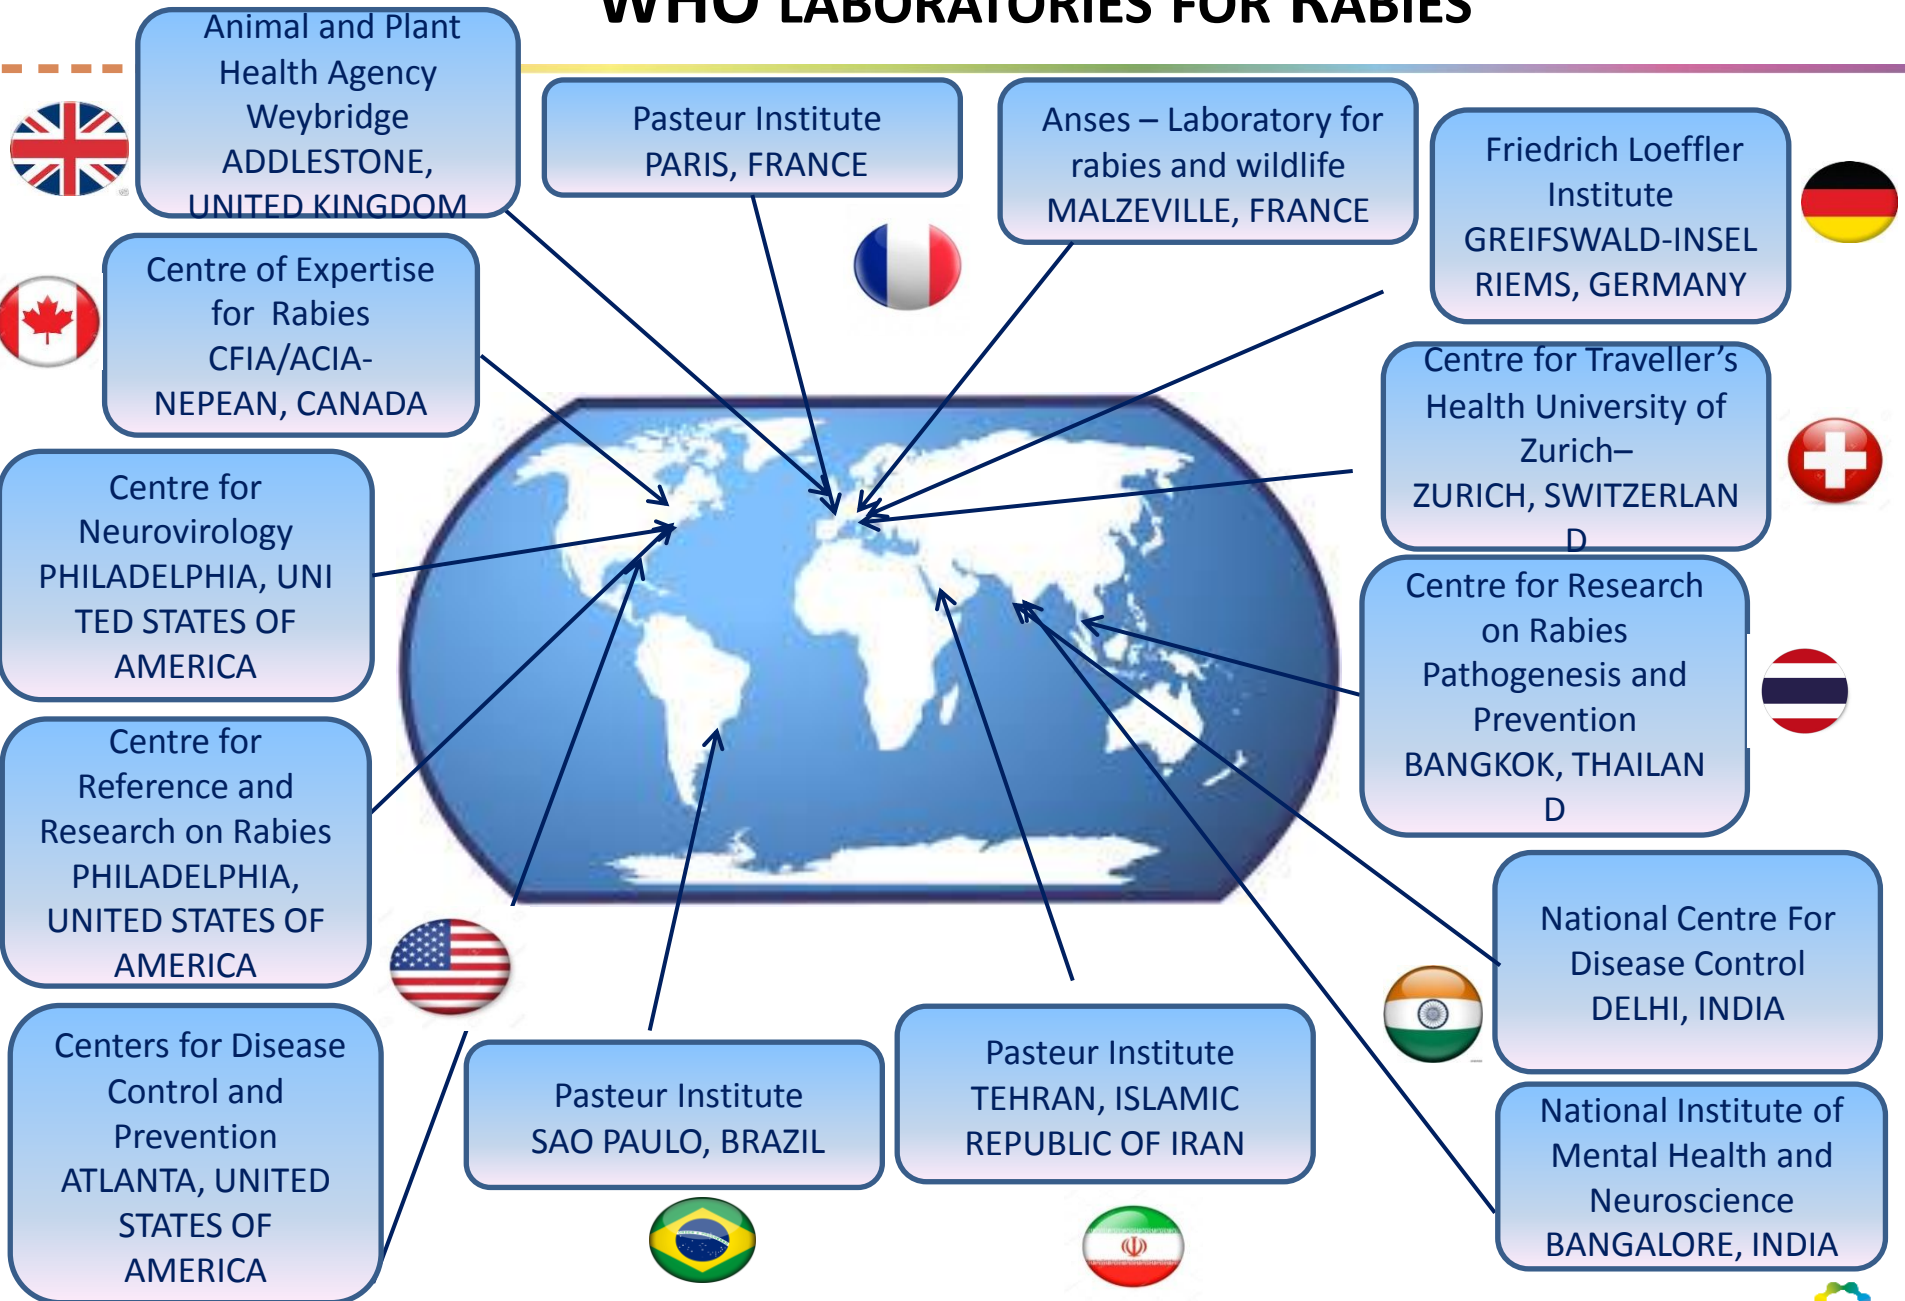 WHO LABORATORIES FOR RABIES
Animal and Plant
Health Agency
Weybridge
ADDLESTONE,
UNITED KINGDOM
Pasteur Institute
PARIS, FRANCE
Anses – Laboratory for
rabies and wildlife
MALZEVILLE, FRANCE
Friedrich Loeffler
Institute
GREIFSWALD-INSEL
RIEMS, GERMANY
Centre of Expertise
for Rabies
CFIA/ACIA-
NEPEAN, CANADA
Centre for Traveller’s
Health University of
Zurich–
ZURICH, SWITZERLAN
D
Centre for
Neurovirology
PHILADELPHIA, UNI
TED STATES OF
AMERICA
Centre for Research
on Rabies
Pathogenesis and
Prevention
BANGKOK, THAILAN
D
Centre for
Reference and
Research on Rabies
PHILADELPHIA,
UNITED STATES OF
AMERICA
National Centre For
Disease Control
DELHI, INDIA
Centers for Disease
Control and
Prevention
ATLANTA, UNITED
STATES OF
AMERICA
Pasteur Institute
SAO PAULO, BRAZIL
Pasteur Institute
TEHRAN, ISLAMIC
REPUBLIC OF IRAN
National Institute of
Mental Health and
Neuroscience
BANGALORE, INDIA